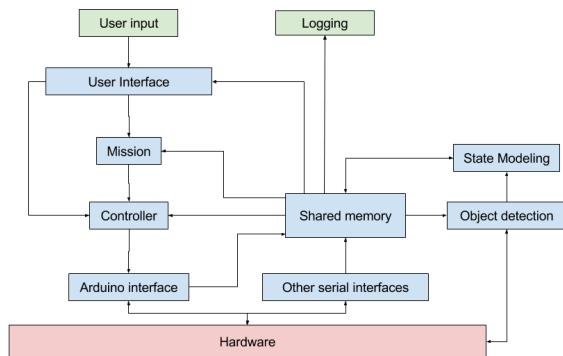 User input
Logging
User Interface
Mission
State Modeling
Controller
Shared memory
Object detection
Arduino interface
Other serial interfaces
Hardware